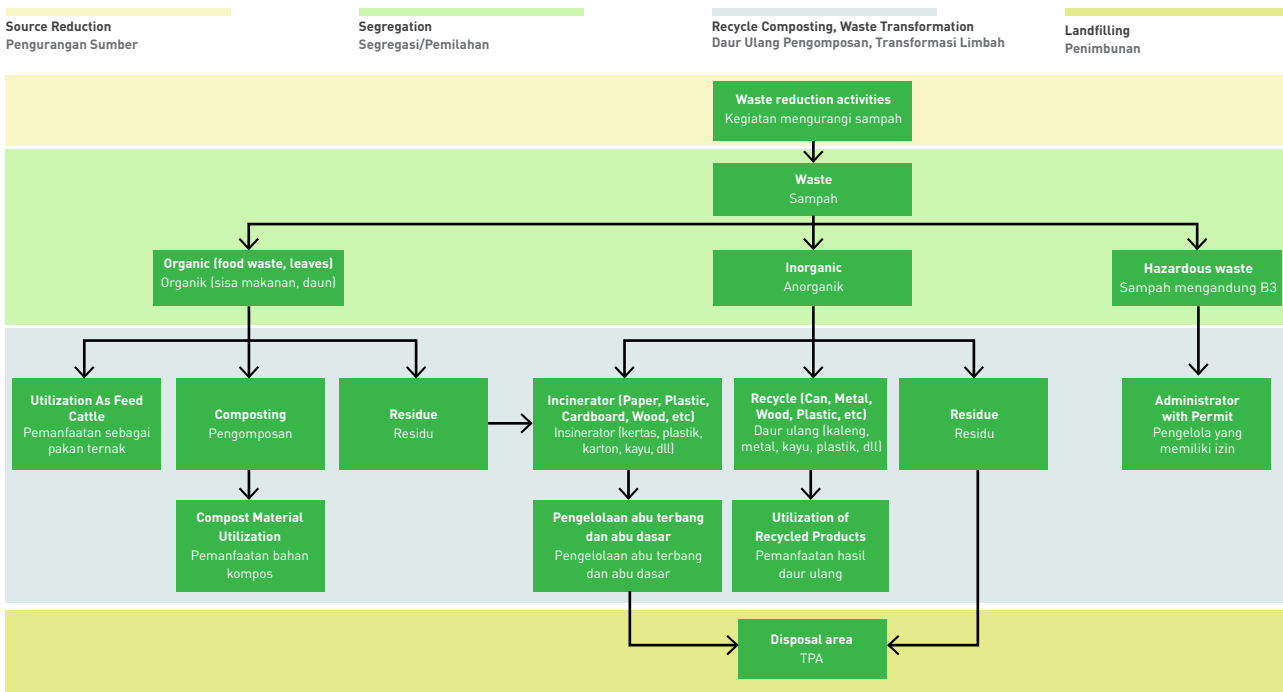 Source Reduction
Pengurangan Sumber
Segregation
Segregasi/Pemilahan
Recycle Composting, Waste Transformation
Daur Ulang Pengomposan, Transformasi Limbah
Landfilling
Penimbunan
Waste reduction activities
Kegiatan mengurangi sampah
Waste
Sampah
Organic (food waste, leaves)
Organik (sisa makanan, daun)
Inorganic
Anorganik
Hazardous waste
Sampah mengandung B3
Utilization As Feed
Cattle
Pemanfaatan sebagai
pakan ternak
Composting
Pengomposan
Residue
Residu
Incinerator (Paper, Plastic,
Cardboard, Wood, etc)
Insinerator (kertas, plastik,
karton, kayu, dll)
Recycle (Can, Metal,
Wood, Plastic, etc)
Daur ulang (kaleng,
metal, kayu, plastik, dll)
Residue
Residu
Administrator
with Permit
Pengelola yang
memiliki izin
Compost Material
Utilization
Pemanfaatan bahan
kompos
Pengelolaan abu terbang
dan abu dasar
Pengelolaan abu terbang
dan abu dasar
Utilization of
Recycled Products
Pemanfaatan hasil
daur ulang
Disposal area
TPA